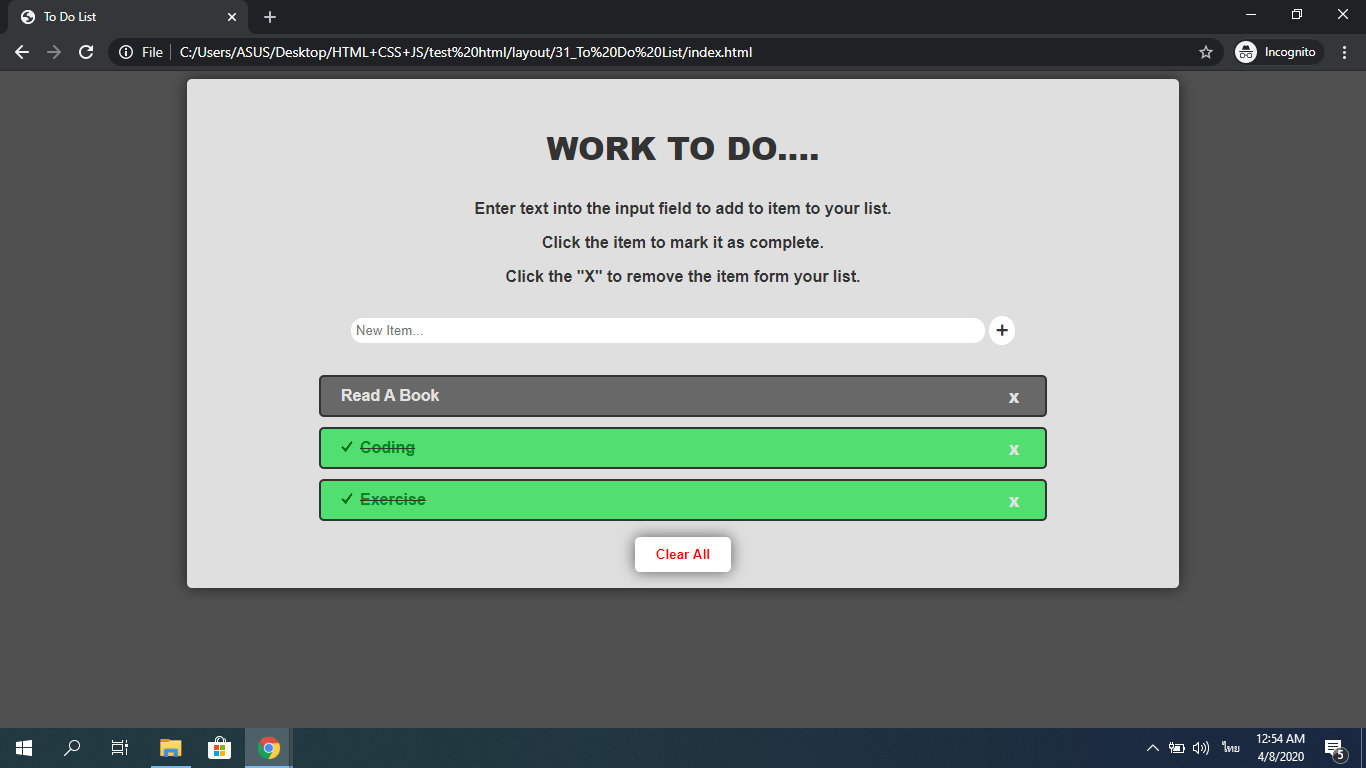 To Do List
File
C:/Users/ASUS/Desktop/HTML+CSS+JS/test%20html/layout/31_To%20Do%20List/index.html
Incognito
WORK TO DO....
Enter text into the input field to add to item to your list.
Click the item to mark it as complete.
Click the "X" to remove the item form your list.
New Item...
+
Read A Book x
Coding x
Exercise x
Clear All
ไทย
12:54 AM
4/8/2020
5